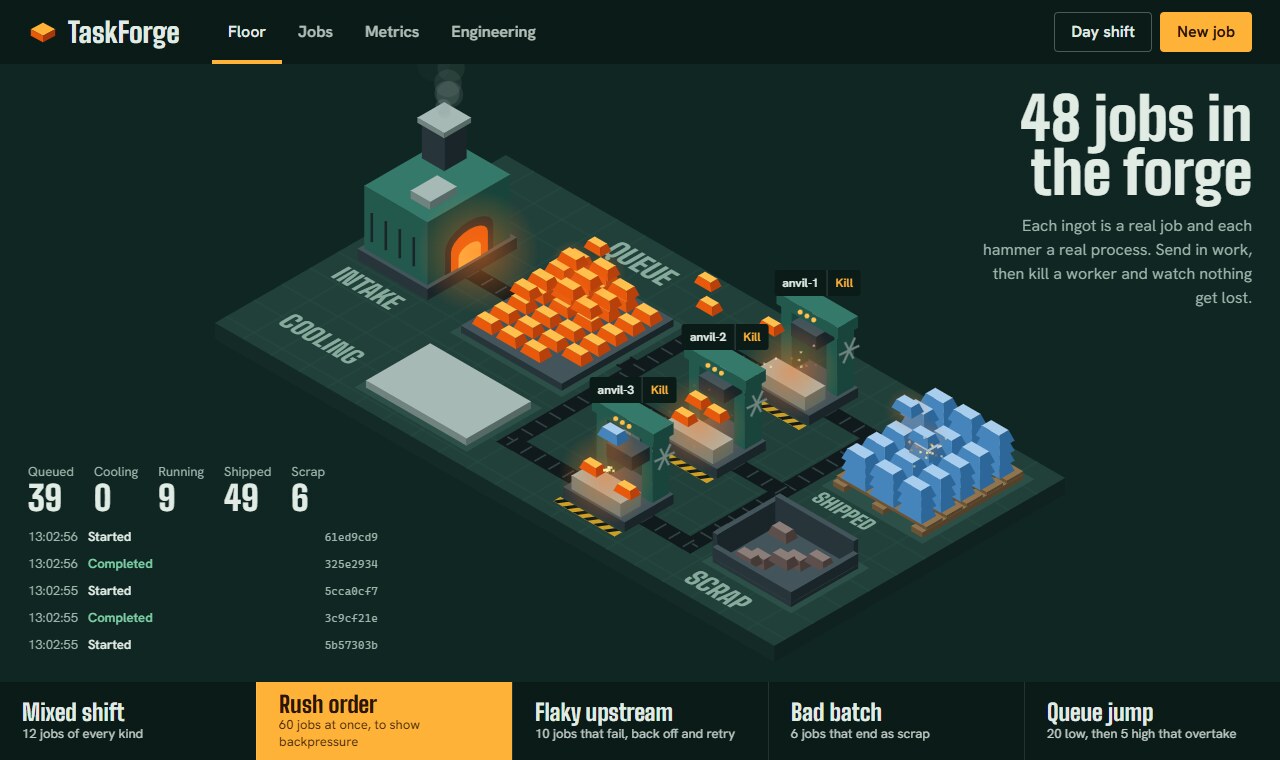 TaskForge
Floor
Jobs
Metrics
Engineering
Day shift
New job
48 jobs in
the forge
Each ingot is a real job and each
hammer a real process. Send in work,
then kill a worker and watch nothing
get lost.
INTAKE
QUEUE
COOLING
anvil-1 Kill
anvil-2 Kill
anvil-3 Kill
SHIPPED
SCRAP
Queued Cooling Running Shipped Scrap
39 0 9 49 6
13:02:56 Started 61ed9cd9
13:02:56 Completed 325e2934
13:02:55 Started 5cca0cf7
13:02:55 Completed 3c9cf21e
13:02:55 Started 5b57303b
Mixed shift
12 jobs of every kind
Rush order
60 jobs at once, to show
backpressure
Flaky upstream
10 jobs that fail, back off and retry
Bad batch
6 jobs that end as scrap
Queue jump
20 low, then 5 high that overtake